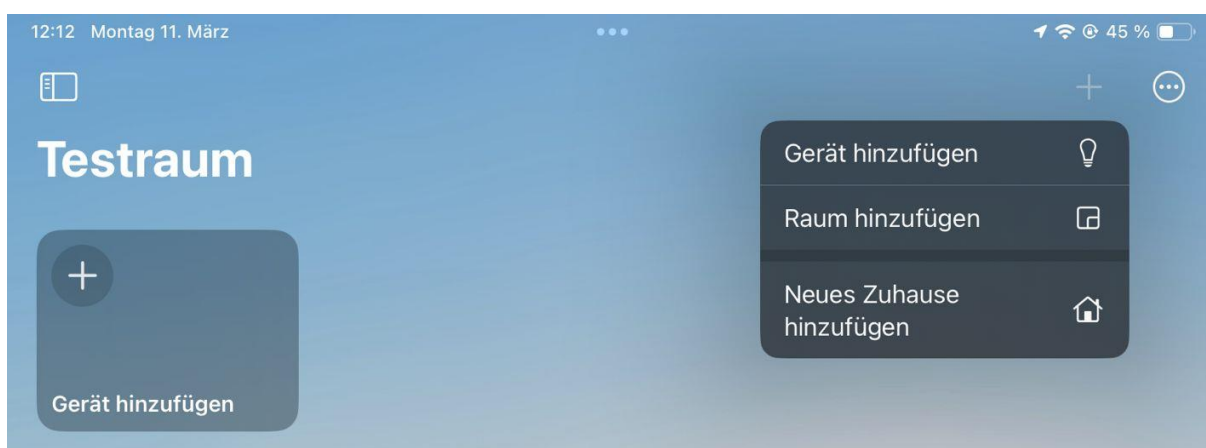 12:12 Montag 11. März
45 %
Testraum
Gerät hinzufügen
Raum hinzufügen
Neues Zuhause
hinzufügen
Gerät hinzufügen